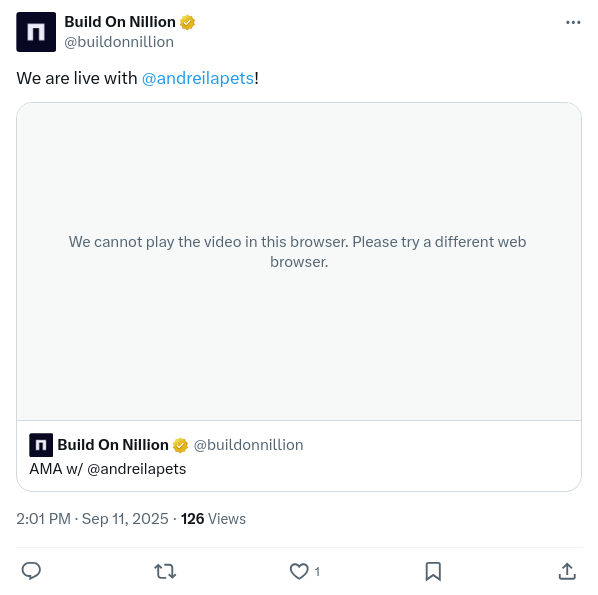 Build On Nillion
@buildonnillion
We are live with @andreilapets!
We cannot play the video in this browser. Please try a different web
browser.
Build On Nillion @buildonnillion
AMA w/ @andreilapets
2:01 PM · Sep 11, 2025 · 126 Views
1